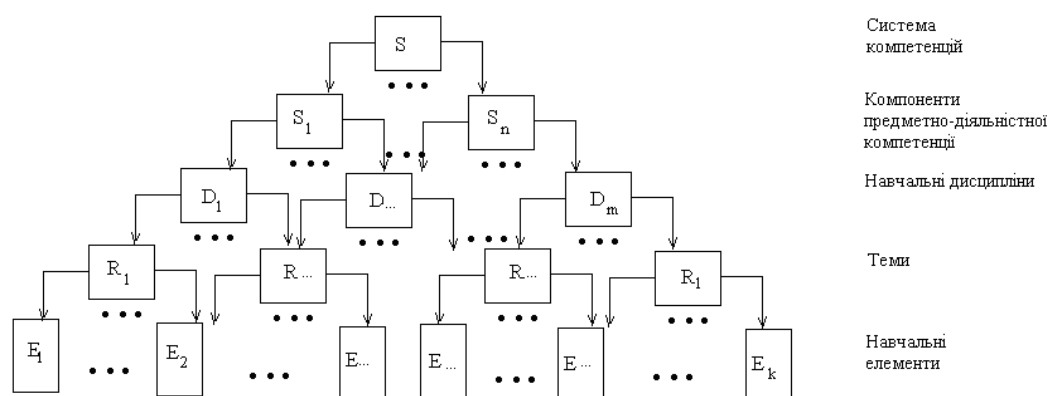 S
Система
компетенцій
S1
Sn
Компоненти
предметно-діяльністної
компетенції
D1
D...
Dm
Навчальні дисципліни
R1
R...
R...
Rl
Теми
E1
E2
E...
E...
E...
Ek
Навчальні
елементи